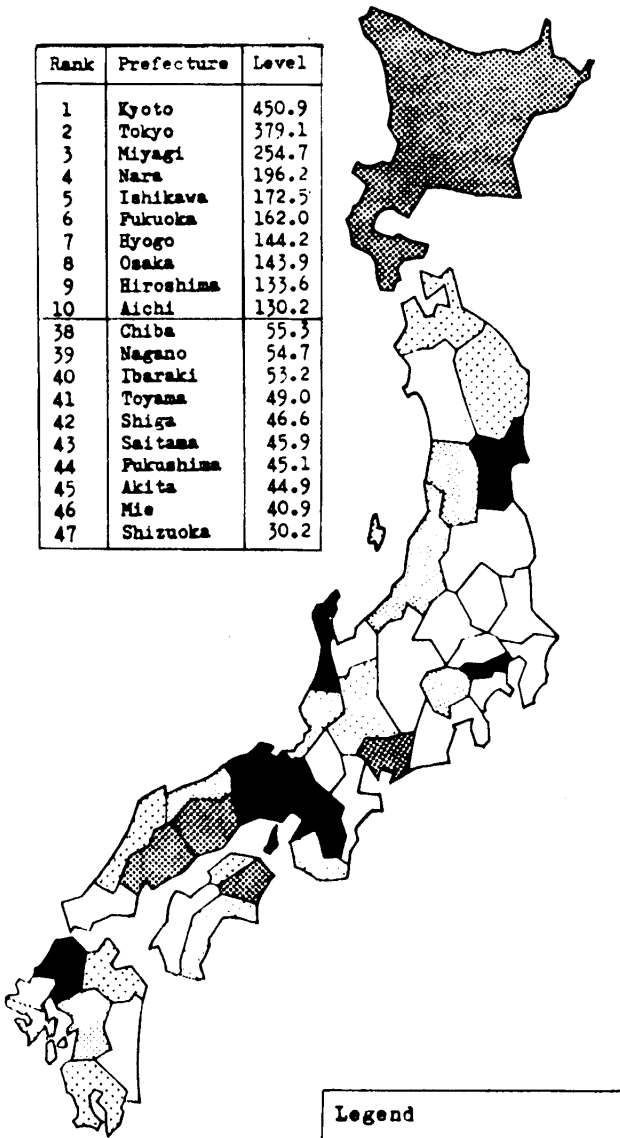 Rank Prefecture Level
1 Kyoto 450.9
2 Tokyo 379.1
3 Miyagi 254.7
4 Nara 196.2
5 Ishikawa 172.5
6 Fukuoka 162.0
7 Hyogo 144.2
8 Osaka 143.9
9 Hiroshima 133.6
10 Aichi 130.2
38 Chiba 55.3
39 Nagano 54.7
40 Ibaraki 53.2
41 Toyama 49.0
42 Shiga 46.6
43 Saitama 45.9
44 Fukushima 45.1
45 Akita 44.9
46 Mie 40.9
47 Shizuoka 30.2
Legend